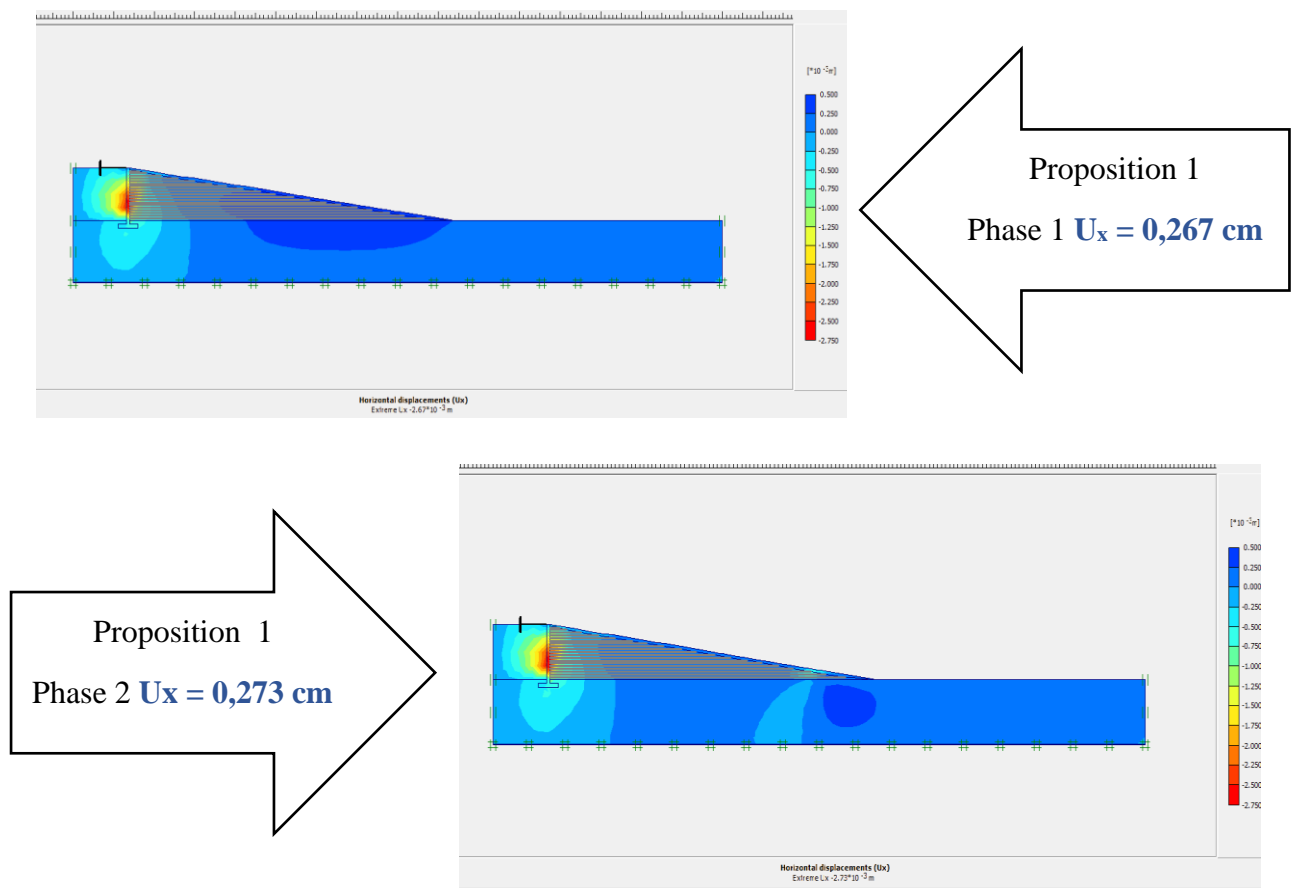 [*10 -3m]
0.500
0.250
0.000
-0.250
-0.500
-0.750
-1.000
-1.250
-1.500
-1.750
-2.000
-2.250
-2.500
-2.750
Proposition 1
Phase 1 Ux = 0,267 cm
Horizontal displacements (Ux)
Extreme Ux -2.67*10 -3 m
Proposition 1
Phase 2 Ux = 0,273 cm
[*10 -3m]
0.500
0.250
0.000
-0.250
-0.500
-0.750
-1.000
-1.250
-1.500
-1.750
-2.000
-2.250
-2.500
-2.750
Horizontal displacements (Ux)
Extreme Ux -2.73*10 -3 m